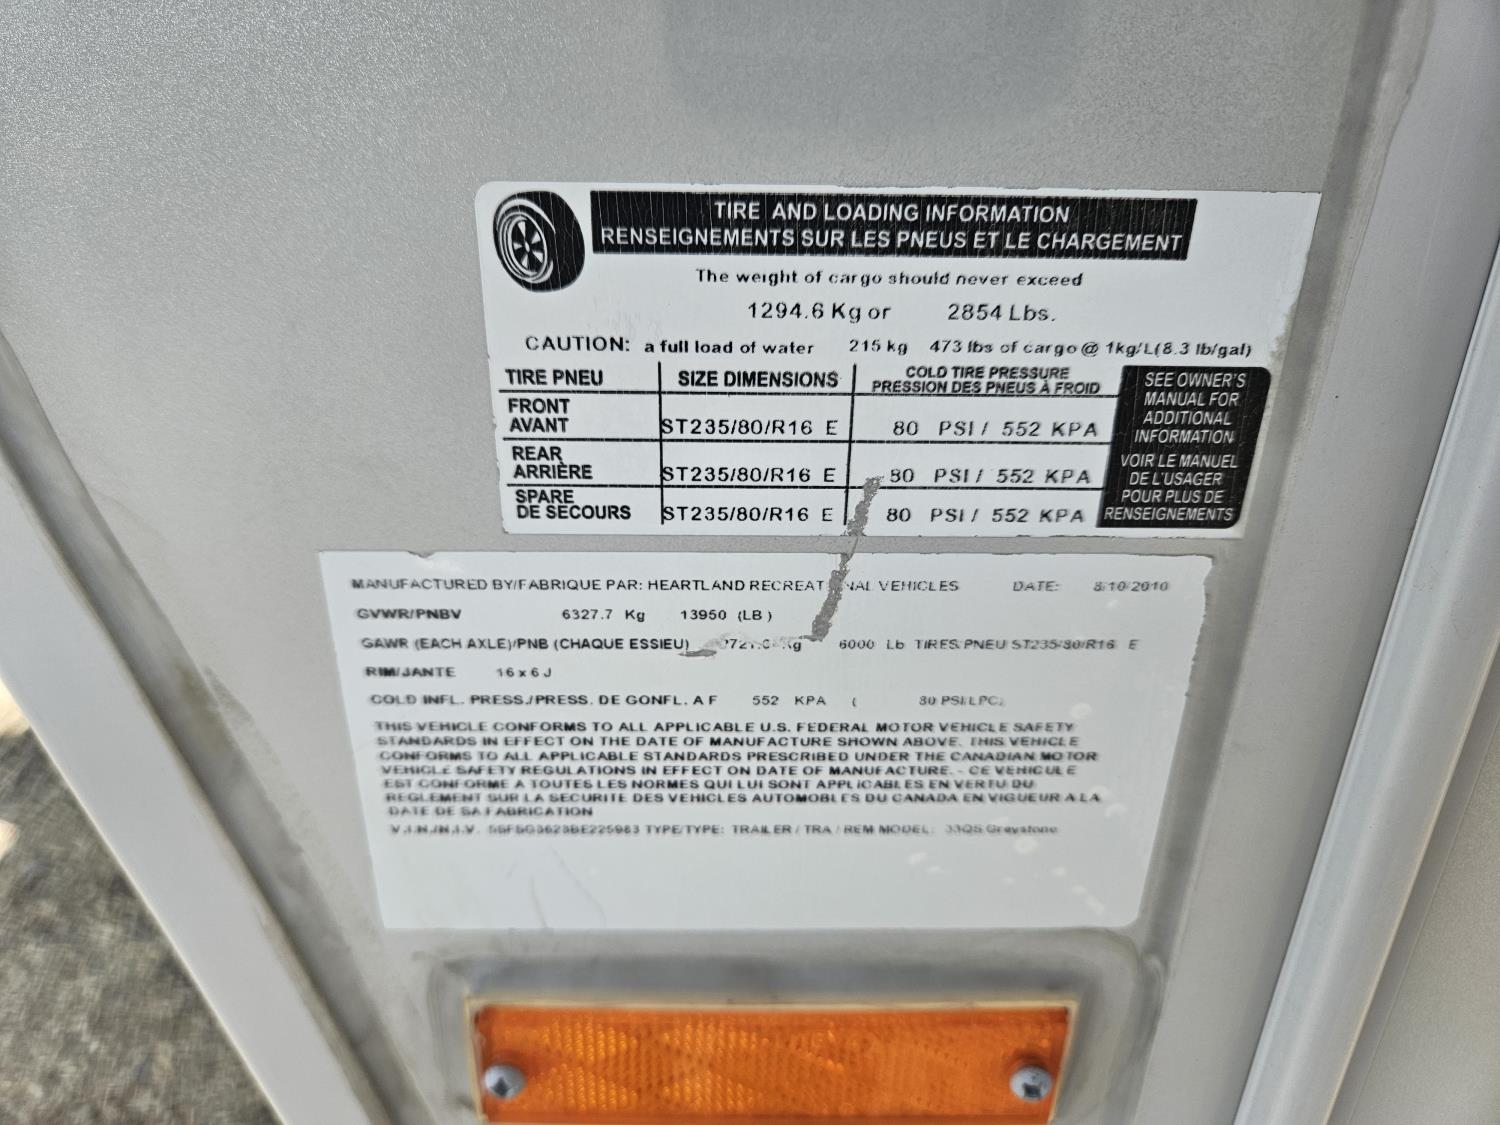 TIRE AND LOADING INFORMATION
RENSEIGNEMENTS SUR LES PNEUS ET LE CHARGEMENT
The weight of cargo should never exceed
1294.6 Kg or 2854 Lbs.
CAUTION: a full load of water 215 kg 473 lbs of cargo @ 1kg/L(8.3 lb/gal)
TIRE PNEU SIZE DIMENSIONS COLD TIRE PRESSURE
PRESSION DES PNEUS À FROID
FRONT
AVANT ST235/80/R16 E 80 PSI / 552 KPA
REAR
ARRIÈRE ST235/80/R16 E 80 PSI / 552 KPA
SPARE
DE SECOURS ST235/80/R16 E 80 PSI / 552 KPA
SEE OWNER'S
MANUAL FOR
ADDITIONAL
INFORMATION
VOIR LE MANUEL
DE L'USAGER
POUR PLUS DE
RENSEIGNEMENTS
MANUFACTURED BY/FABRIQUE PAR: HEARTLAND RECREATIONAL VEHICLES DATE: 8/10/2010
GVWR/PNBV 6327.7 Kg 13950 (LB)
GAWR (EACH AXLE)/PNB (CHAQUE ESSIEU) Kg 6000 Lb TIRES/PNEU ST235/80/R16 E
RIM/JANTE 16 x 6 J
COLD INFL. PRESS./PRESS. DE GONFL. A F 552 KPA ( 80 PSI/LPC)
THIS VEHICLE CONFORMS TO ALL APPLICABLE U.S. FEDERAL MOTOR VEHICLE SAFETY
STANDARDS IN EFFECT ON THE DATE OF MANUFACTURE SHOWN ABOVE. THIS VEHICLE
CONFORMS TO ALL APPLICABLE STANDARDS PRESCRIBED UNDER THE CANADIAN MOTOR
VEHICLE SAFETY REGULATIONS IN EFFECT ON DATE OF MANUFACTURE. - CE VEHICULE
EST CONFORME A TOUTES LES NORMES QUI LUI SONT APPLICABLES EN VERTU DU
REGLEMENT SUR LA SECURITE DES VEHICLES AUTOMOBLES DU CANADA EN VIGUEUR A LA
DATE DE SA FABRICATION
V.I.N./N.I.V. TYPE/TYPE: TRAILER / TRA / REM MODEL: Greystone